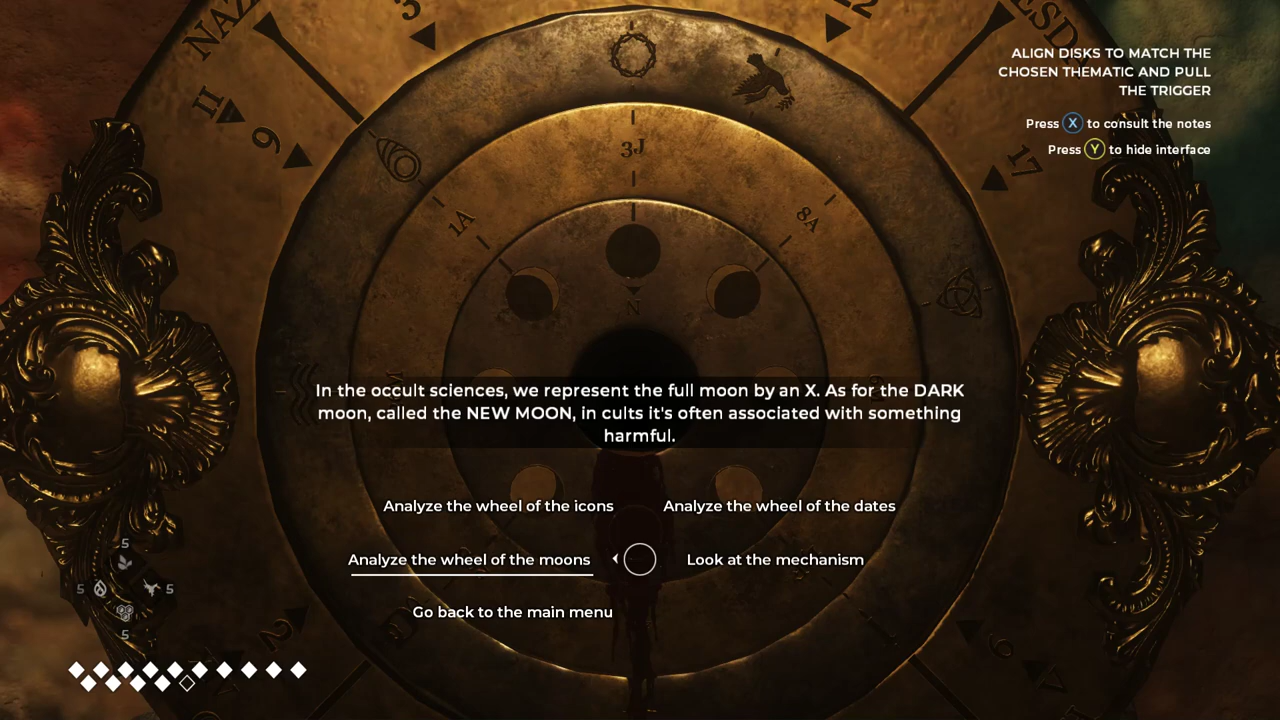 NAZ
3
12
ESDA
II
9
17
3J
1A
8A
N
ALIGN DISKS TO MATCH THE
CHOSEN THEMATIC AND PULL
THE TRIGGER
Press X to consult the notes
Press Y to hide interface
In the occult sciences, we represent the full moon by an X. As for the DARK
moon, called the NEW MOON, in cults it's often associated with something
harmful.
Analyze the wheel of the icons
Analyze the wheel of the dates
Analyze the wheel of the moons
Look at the mechanism
Go back to the main menu
5
5
5
5
2